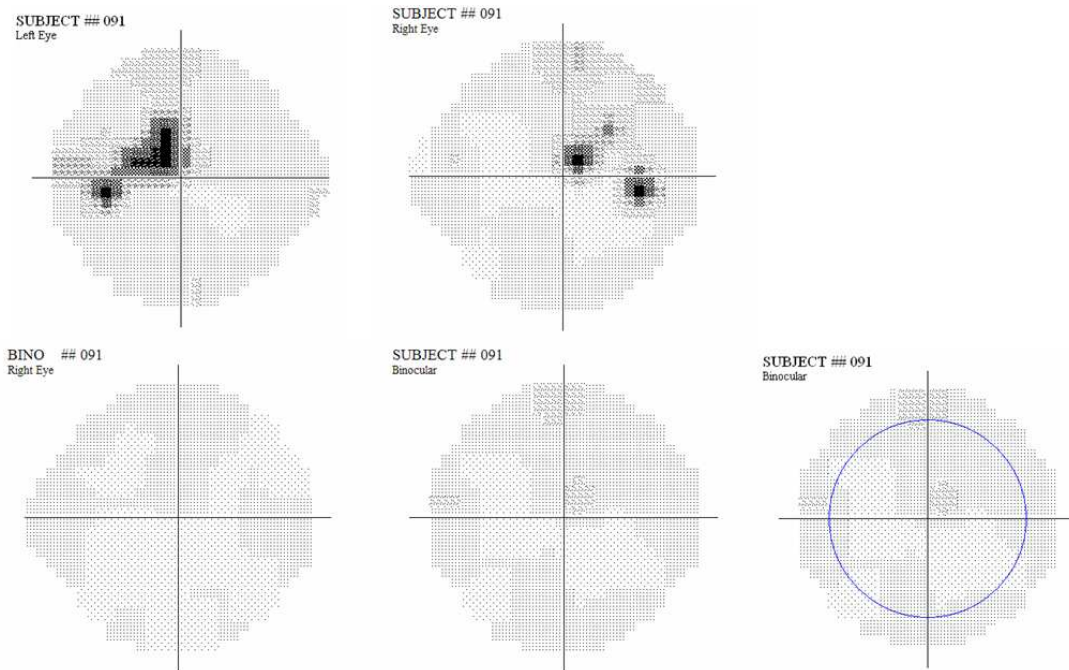 SUBJECT ## 091
Left Eye
SUBJECT ## 091
Right Eye
BINO ## 091
Right Eye
SUBJECT ## 091
Binocular
SUBJECT ## 091
Binocular